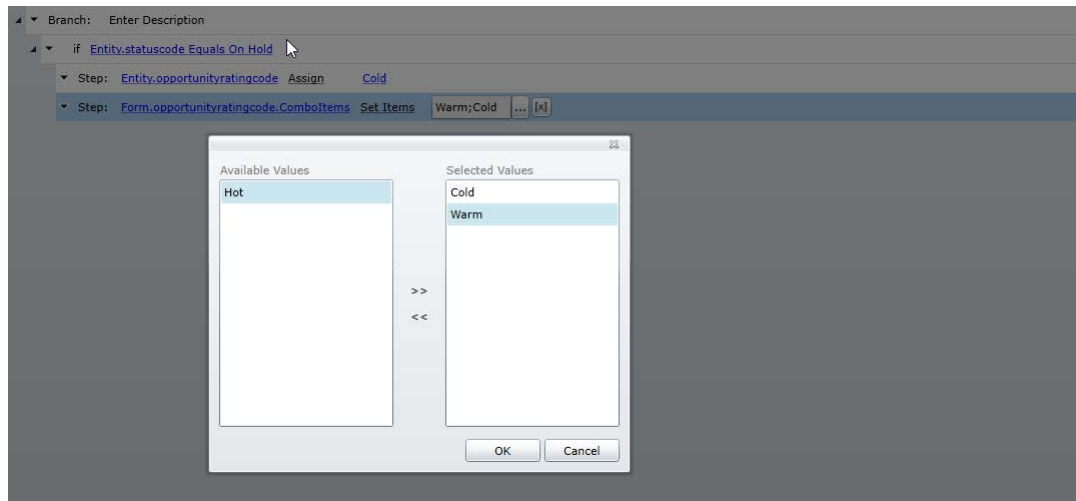 Branch: Enter Description
if Entity.statuscode Equals On Hold
Step: Entity.opportunityratingcode Assign Cold
Step: Form.opportunityratingcode.ComboItems Set Items Warm;Cold ... [x]
Available Values Selected Values
Hot Cold
Warm
>>
<<
OK Cancel